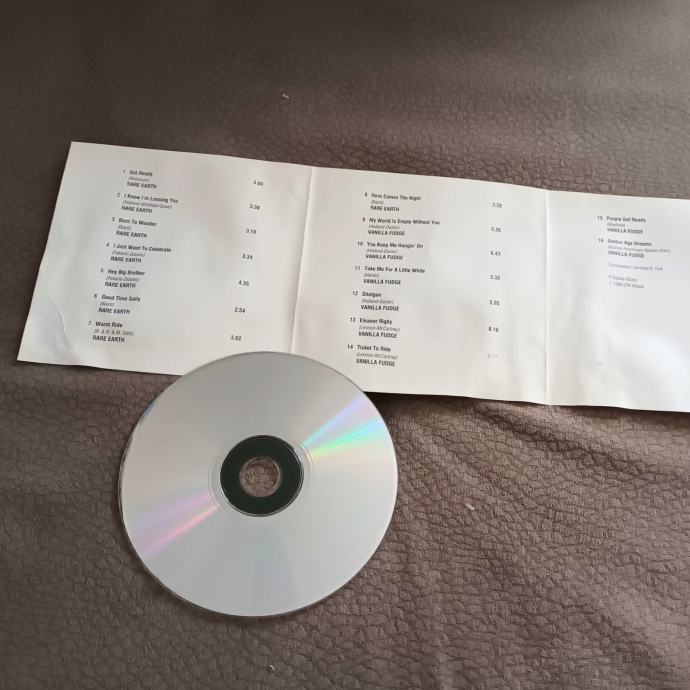 1 Get Ready
(Robinson)
RARE EARTH 3.00
2 I Know I'm Loosing You
(Holland-Whitfield-Grant)
RARE EARTH 3.38
3 Born To Wonder
(Baird)
RARE EARTH 3.19
4 I Just Want To Celebrate
(Fekaris-Zesses)
RARE EARTH 3.34
5 Hey Big Brother
(Fekaris-Zesses)
RARE EARTH 4.35
6 Good Time Sally
RARE EARTH 2.54
7 Warm Ride
(B. & R. & M. Gibb)
RARE EARTH 3.02
8 Here Comes The Night
(Baird)
RARE EARTH 3.28
9 My World Is Empty Without You
(Holland-Dozier)
VANILLA FUDGE 5.26
10 You Keep Me Hangin' On
(Holland-Dozier)
VANILLA FUDGE 6.43
11 Take Me For A Little While
(Martin)
VANILLA FUDGE 3.32
12 Shotgun
(Holland-Dozier)
VANILLA FUDGE 5.05
13 Eleanor Rigby
(Lennon-McCartney)
VANILLA FUDGE 8.16
14 Ticket To Ride
(Lennon-McCartney)
VANILLA FUDGE
15 People Get Ready
(Mayfield)
VANILLA FUDGE
16 Golden Age Dreams
VANILLA FUDGE
Compilation:
Music